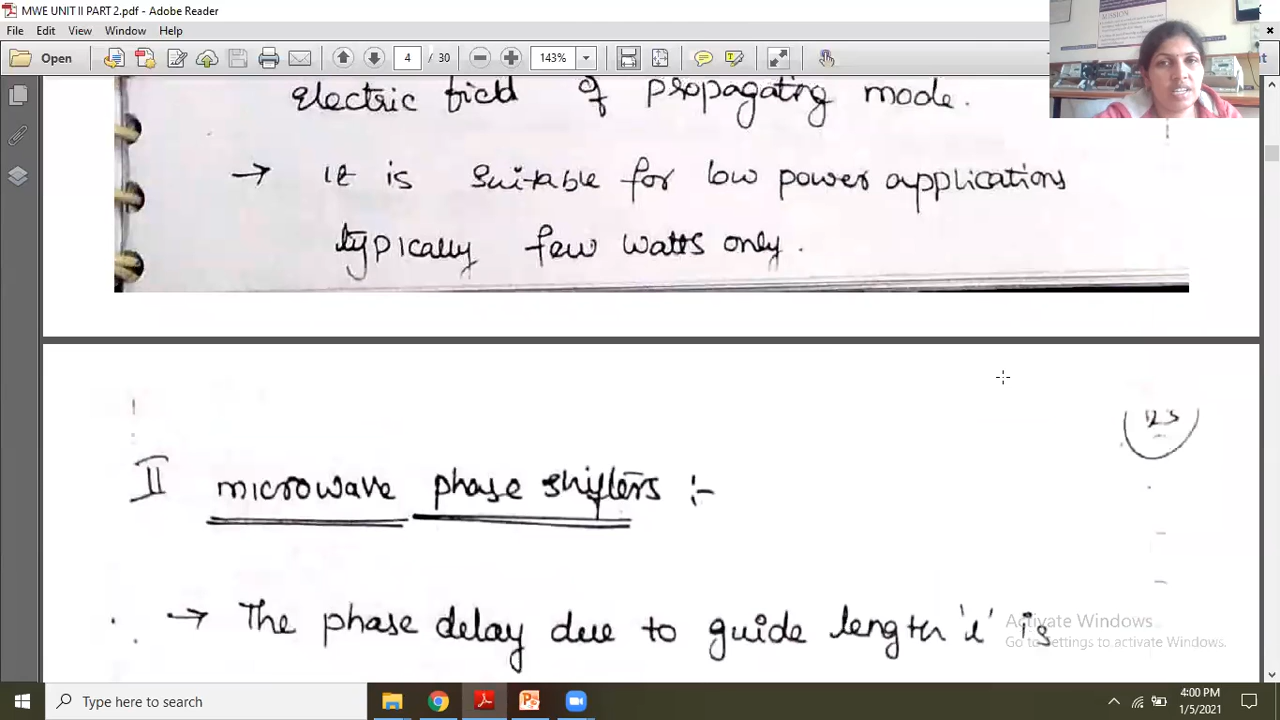 MWE UNIT II PART 2.pdf - Adobe Reader
File Edit View Window Help
Open 4 / 30 143%
MISSION
Electric field of propagating mode.
→ it is suitable for low power applications
typically few watts only.
123
II microwave phase shifters :-
→ The phase delay due to guide length 'l' is
Activate Windows
Go to Settings to activate Windows.
Type here to search
4:00 PM
1/5/2021